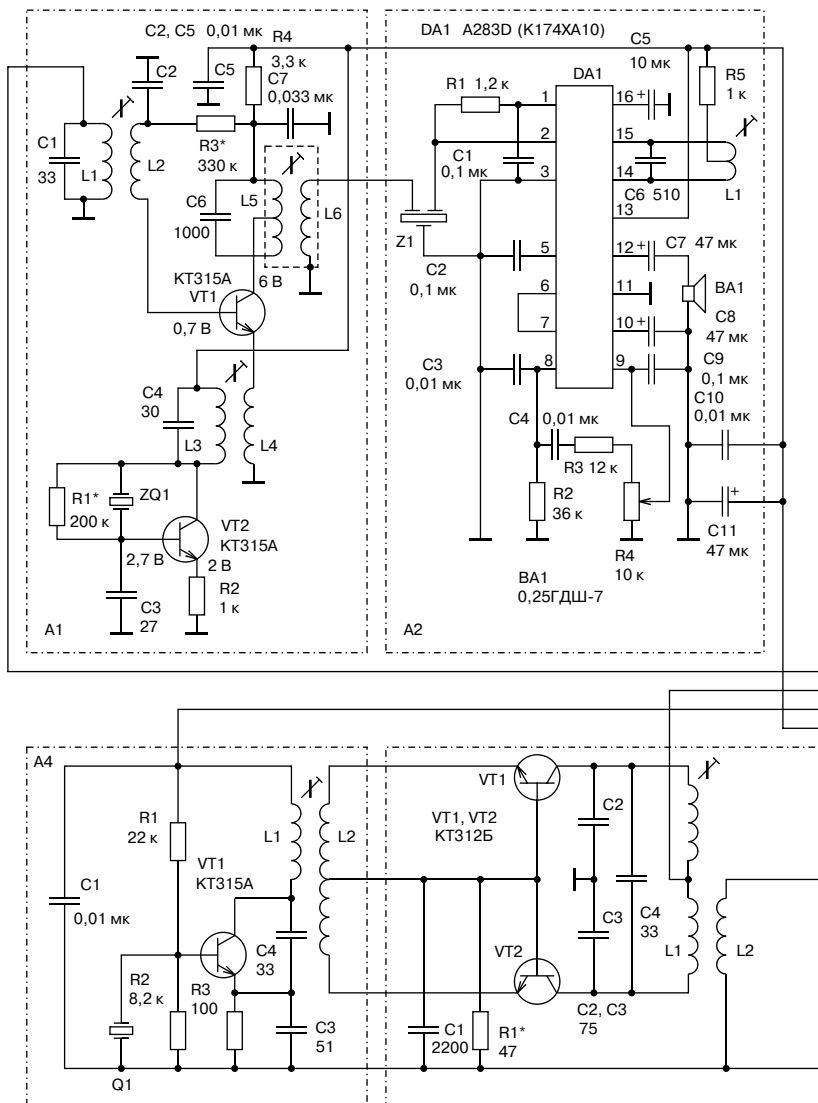 C2, C5 0,01 мк
R4
3,3 к
C2
C5
C7
0,033 мк
C1
33
L1
L2
R3*
330 к
C6
1000
L5
L6
КТ315А
VT1
6 В
0,7 В
C4
30
L3
L4
R1*
200 к
ZQ1
VT2
КТ315А
2,7 В
2 В
C3
27
R2
1 к
A1
DA1 A283D (К174ХА10)
C5
10 мк
R1 1,2 к
DA1
R5
1 к
1
16
+
2
15
C1
0,1 мк
3
14
C6 510
L1
13
Z1
C2
0,1 мк
5
12
+
C7 47 мк
6
11
BA1
7
10
+
C8
47 мк
C3
0,01 мк
8
9
C9
0,1 мк
C10
0,01 мк
C4
0,01 мк
R3 12 к
R2
36 к
R4
10 к
+
C11
47 мк
BA1
0,25ГДШ-7
A2
A4
R1
22 к
L1
L2
VT1
КТ315А
C1
0,01 мк
C4
33
R2
8,2 к
R3
100
C3
51
Q1
VT1
VT1, VT2
КТ312Б
C2
C3
C4
33
L1
L2
VT2
C2, C3
75
C1
2200
R1*
47